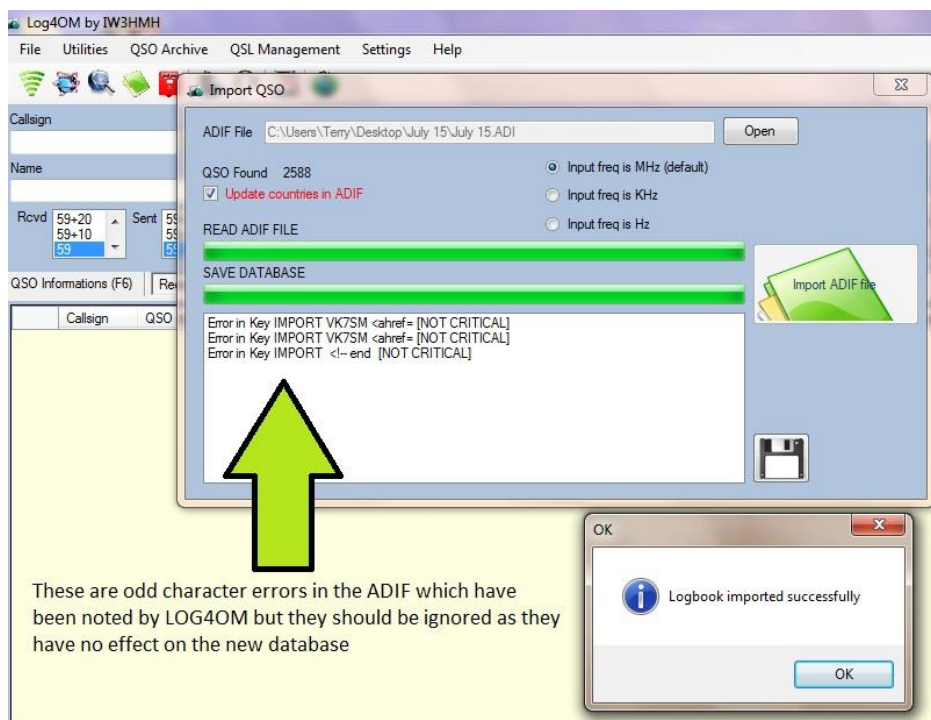 Log4OM by IW3HMH
File Utilities QSO Archive QSL Management Settings Help
Import QSO
Callsign
ADIF File C:\Users\Terry\Desktop\July 15\July 15.ADI Open
Name
QSO Found 2588
Input freq is MHz (default)
Update countries in ADIF
Input freq is KHz
Input freq is Hz
Rcvd 59+20 Sent 59
59+10 59
59 59
READ ADIF FILE
SAVE DATABASE
Import ADIF file
QSO Informations (F6) Re
Callsign QSO
Error in Key IMPORT VK7SM <ahref= [NOT CRITICAL]
Error in Key IMPORT VK7SM <ahref= [NOT CRITICAL]
Error in Key IMPORT <!-- end [NOT CRITICAL]
OK
Logbook imported successfully
OK
These are odd character errors in the ADIF which have
been noted by LOG4OM but they should be ignored as they
have no effect on the new database